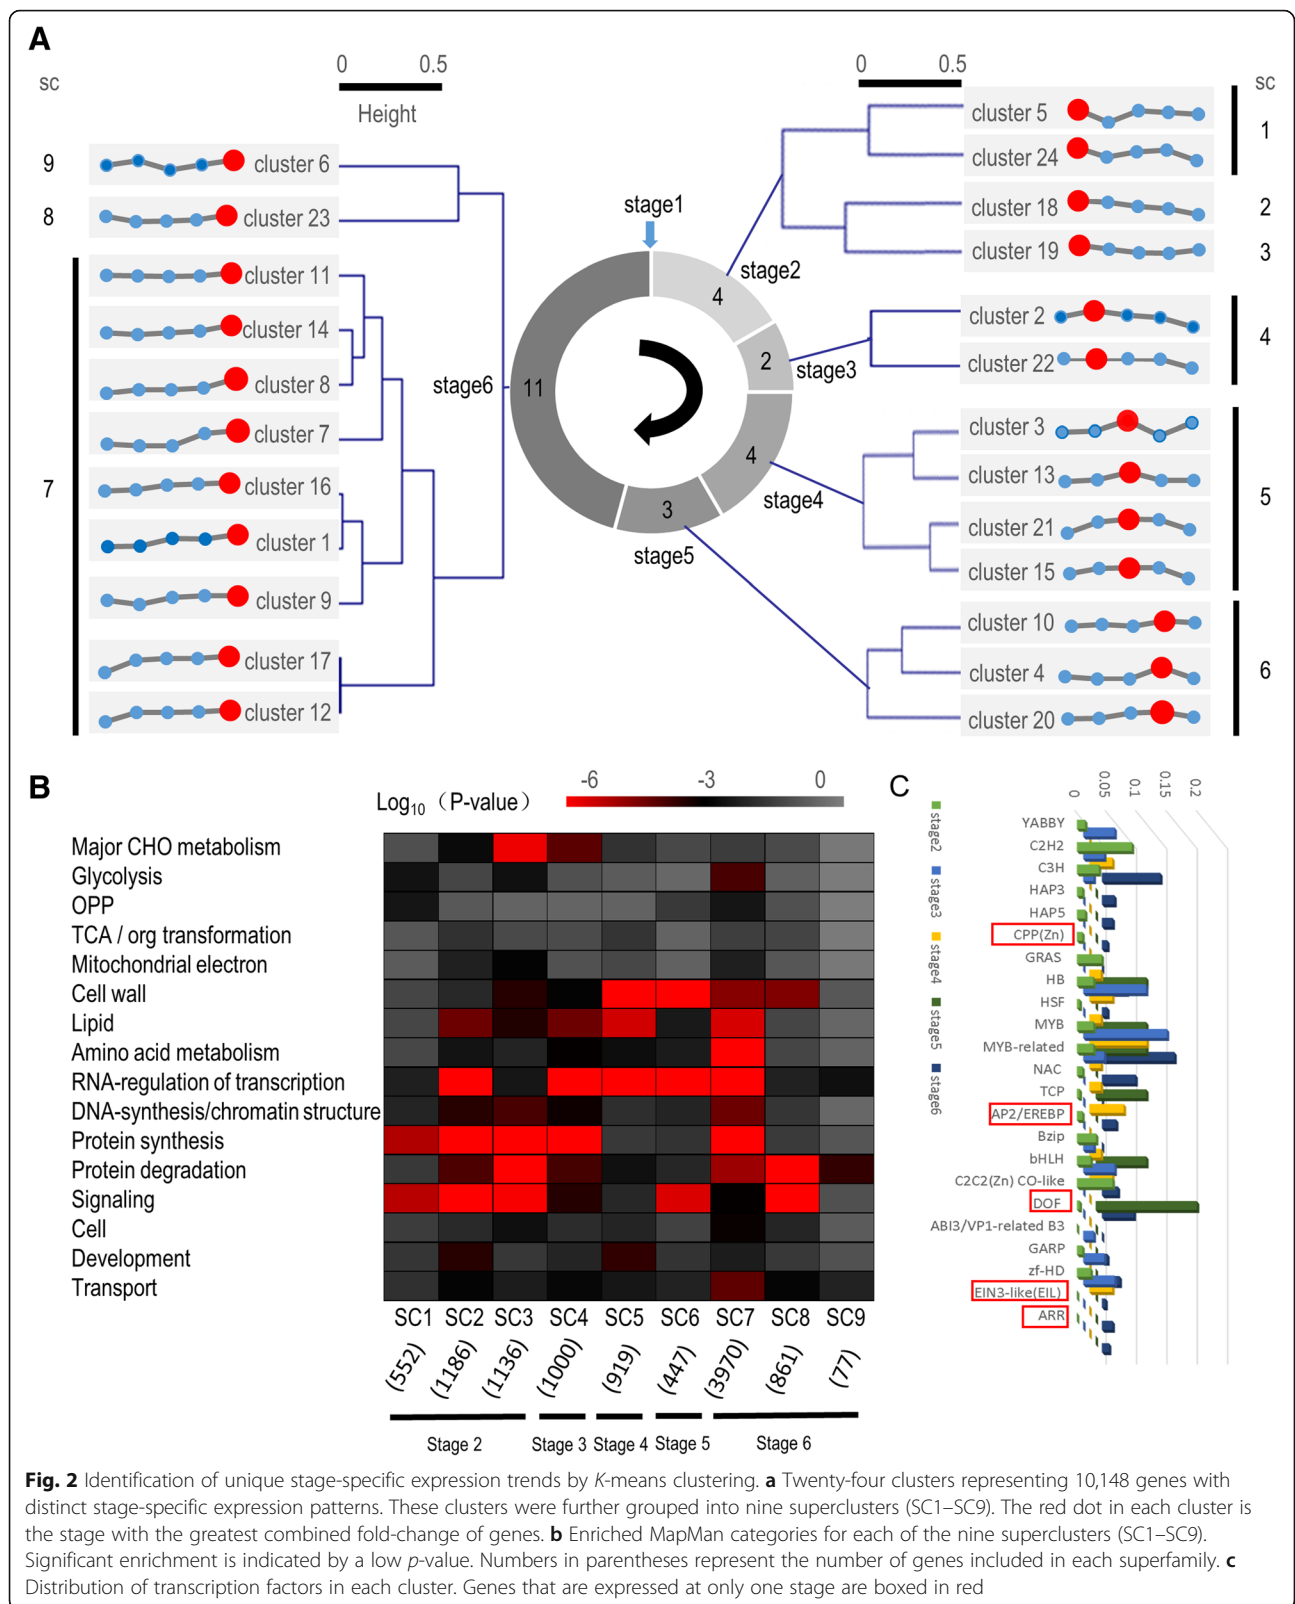 A
sc
0 0.5
Height
9 cluster 6
8 cluster 23
cluster 11
cluster 14
cluster 8
cluster 7
7
cluster 16
cluster 1
cluster 9
cluster 17
cluster 12
stage1
stage2
4
stage3
2
stage4
4
stage5
3
stage6
11
0 0.5
sc
cluster 5
1
cluster 24
cluster 18 2
cluster 19 3
cluster 2
4
cluster 22
cluster 3
cluster 13
5
cluster 21
cluster 15
cluster 10
cluster 4 6
cluster 20
B
Log10 (P-value)
-6 -3 0
Major CHO metabolism
Glycolysis
OPP
TCA / org transformation
Mitochondrial electron
Cell wall
Lipid
Amino acid metabolism
RNA-regulation of transcription
DNA-synthesis/chromatin structure
Protein synthesis
Protein degradation
Signaling
Cell
Development
Transport
SC1 SC2 SC3 SC4 SC5 SC6 SC7 SC8 SC9
(552) (1186) (1136) (1000) (919) (447) (3970) (861) (77)
Stage 2 Stage 3 Stage 4 Stage 5 Stage 6
C
stage2
stage3
stage4
stage5
stage6
0 0.05 0.1 0.15 0.2
YABBY
C2H2
C3H
HAP3
HAP5
CPP(Zn)
GRAS
HB
HSF
MYB
MYB-related
NAC
TCP
AP2/EREBP
Bzip
bHLH
C2C2(Zn) CO-like
DOF
ABI3/VP1-related B3
GARP
zf-HD
EIN3-like(EIL)
ARR
Fig. 2 Identification of unique stage-specific expression trends by K-means clustering. a Twenty-four clusters representing 10,148 genes with
distinct stage-specific expression patterns. These clusters were further grouped into nine superclusters (SC1–SC9). The red dot in each cluster is
the stage with the greatest combined fold-change of genes. b Enriched MapMan categories for each of the nine superclusters (SC1–SC9).
Significant enrichment is indicated by a low p-value. Numbers in parentheses represent the number of genes included in each superfamily. c
Distribution of transcription factors in each cluster. Genes that are expressed at only one stage are boxed in red